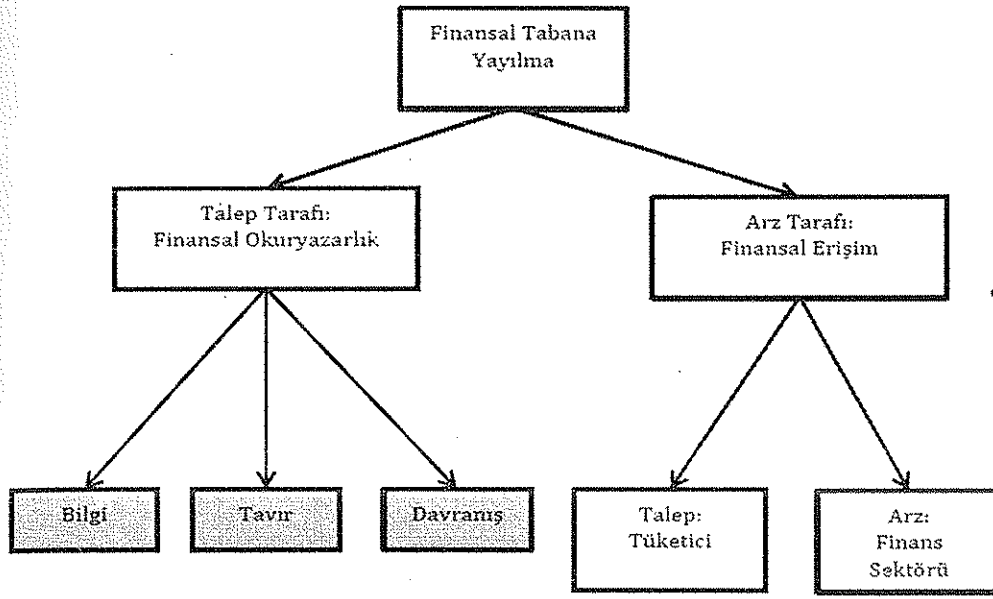 Finansal Tabana
Yayılma
Talep Tarafı:
Finansal Okuryazarlık
Arz Tarafı:
Finansal Erişim
Bilgi
Tavır
Davranış
Talep:
Tüketici
Arz:
Finans
Sektörü